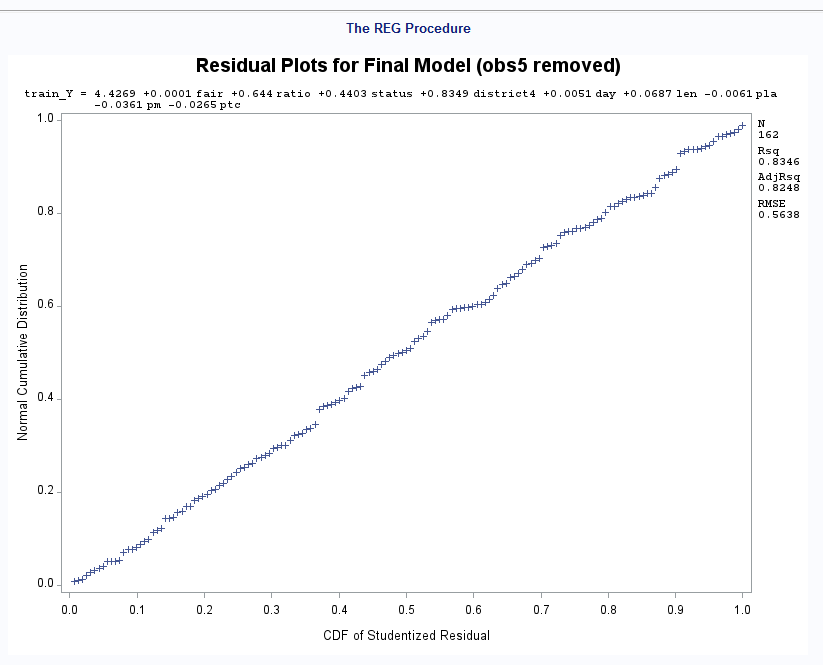 The REG Procedure
Residual Plots for Final Model (obs5 removed)
train_Y = 4.4269 +0.0001 fair +0.644 ratio +0.4403 status +0.8349 district4 +0.0051 day +0.0687 len -0.0061 pla
-0.0361 pm -0.0265 ptc
N
162
Rsq
0.8346
AdjRsq
0.8248
RMSE
0.5638
1.0
0.8
0.6
0.4
0.2
0.0
Normal Cumulative Distribution
0.0 0.1 0.2 0.3 0.4 0.5 0.6 0.7 0.8 0.9 1.0
CDF of Studentized Residual